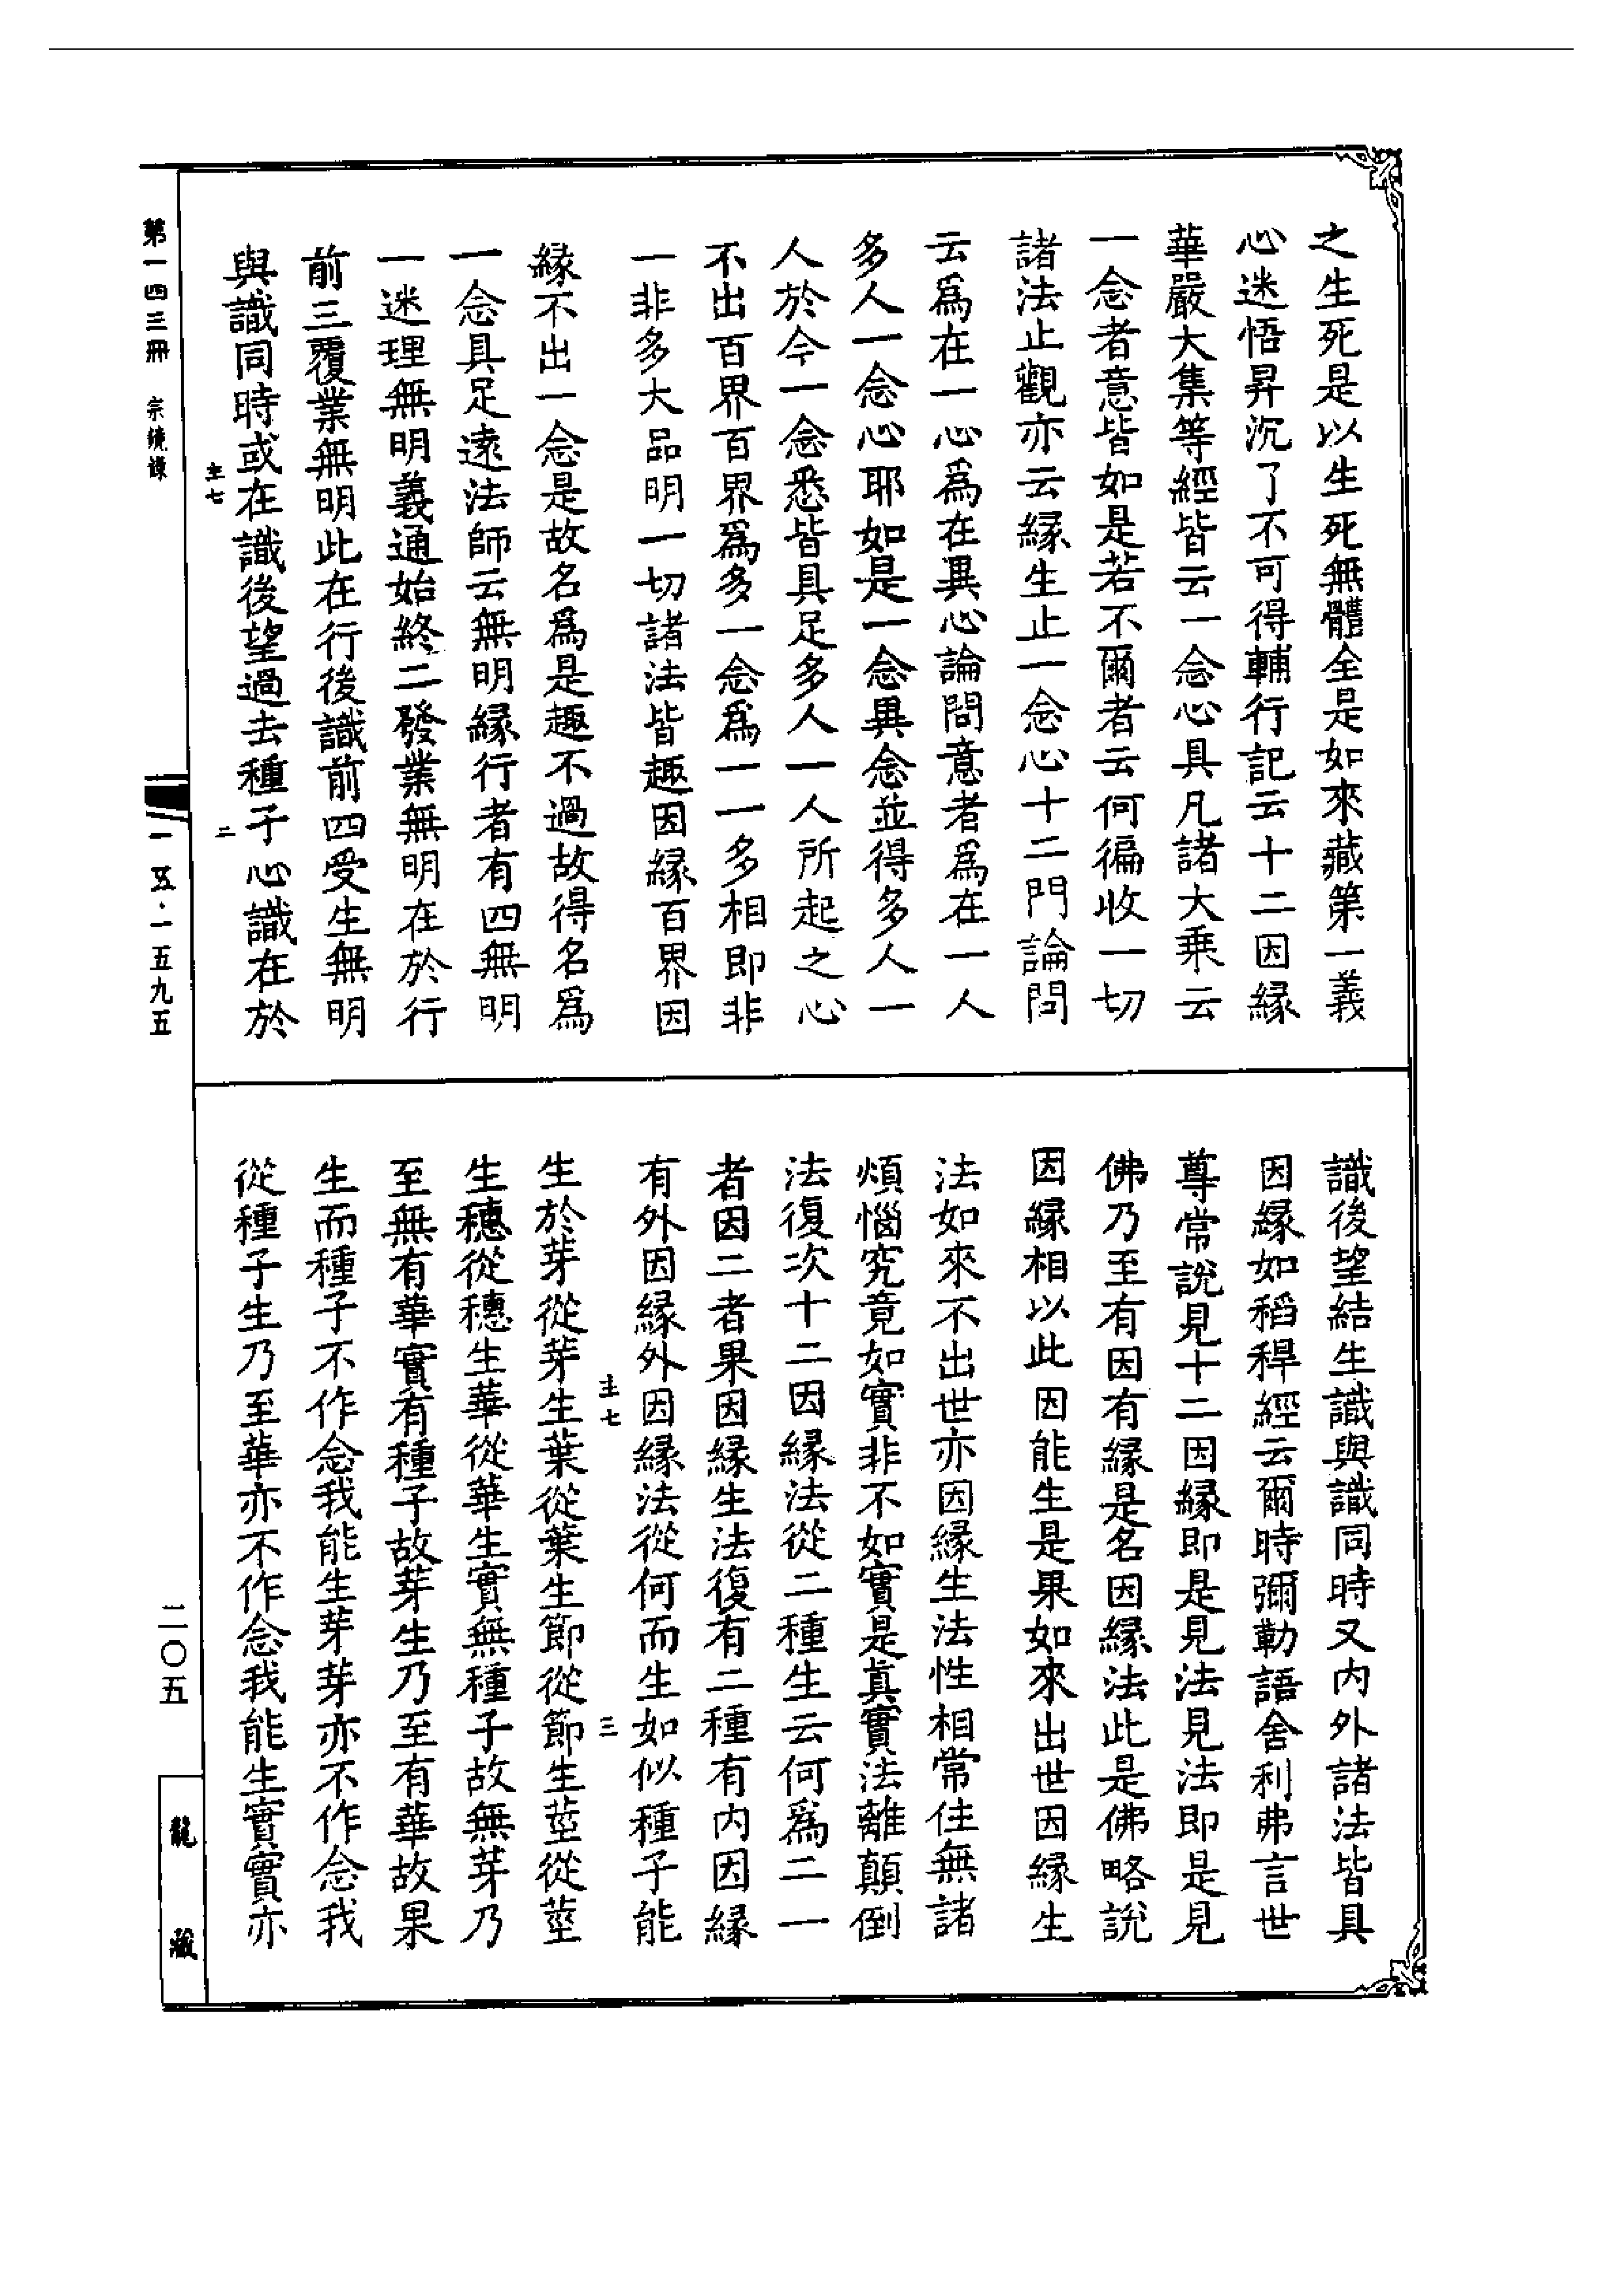 之生死是以生死無體全是如來藏第一義
心迷悟昇沉了不可得輔行記云十二因緣
華嚴大集等經皆云一念心具凡諸大乘云
一念者意皆如是若不爾者云何徧收一切
諸法止觀亦云緣生止一念心十二門論問
云爲在一心爲在異心論問意者爲在一人
多人一念心耶如是一念異念並得多人一
人於今一念悉皆具足多人一人所起之心
不出百界百界爲多一念爲一一多相即非
一非多大品明一切諸法皆趣因緣百界因
緣不出一念是故名爲是趣不過故得名爲
一念具足遠法師云無明緣行者有四無明
一迷理無明義通始終二發業無明在於行
前三覆業無明此在行後識前四受生無明
與識同時或在識後望過去種子心識在於
主七 二
識後望結生識與識同時又內外諸法皆具
因緣如稻稈經云爾時彌勒語舍利弗言世
尊常說見十二因緣即是見法見法即是見
佛乃至有因有緣是名因緣法此是佛略說
因緣相以此因能生是果如來出世因緣生
法如來不出世亦因緣生法性相常住無諸
煩惱究竟如實非不如實是真實法離顛倒
法復次十二因緣法從二種生云何爲二一
者因二者果因緣生法復有二種有內因緣
有外因緣外因緣法從何而生如似種子能
主七 三
生於芽從芽生葉從葉生節從節生莖從莖
生穗從穗生華從華生實無種子故無芽乃
至無有華實有種子故芽生乃至有華故果
生而種子不作念我能生芽芽亦不作念我
從種子生乃至華亦不作念我能生實實亦
第一四三冊 宗鏡錄
一五·一五九五
二〇五
龍藏